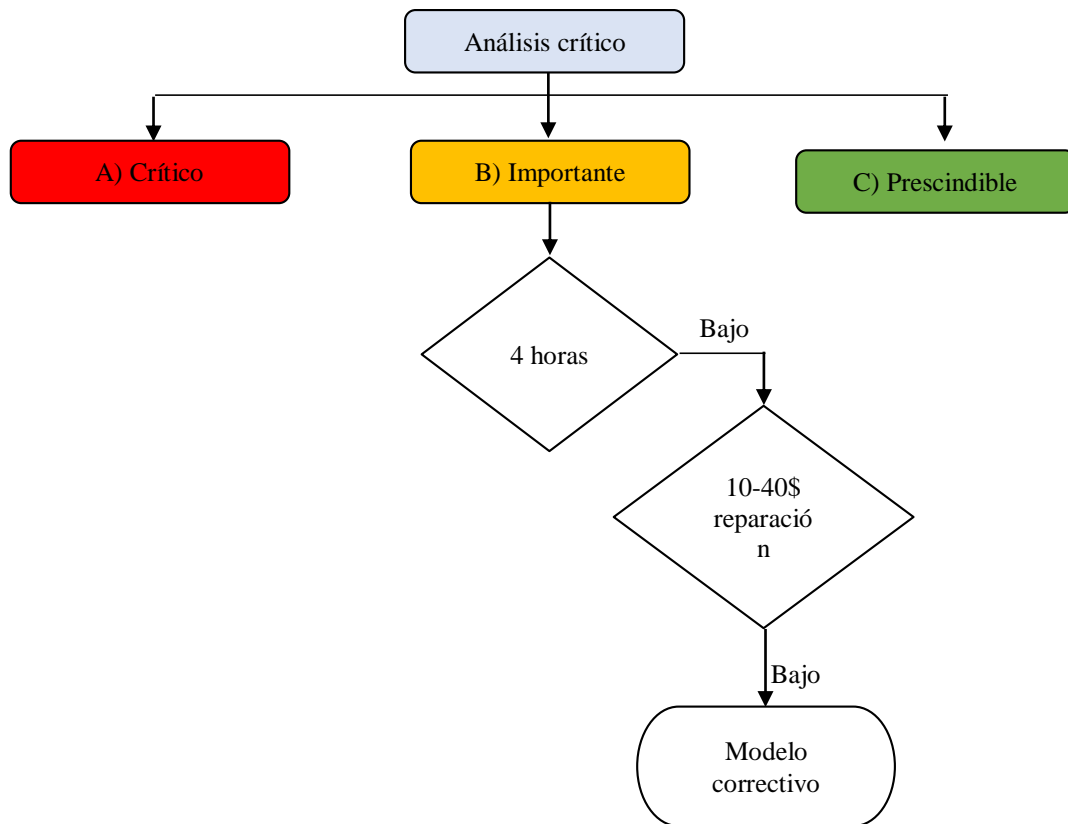 Análisis crítico
A) Crítico
B) Importante
C) Prescindible
Bajo
4 horas
10-40$
reparació
n
Bajo
Modelo
correctivo